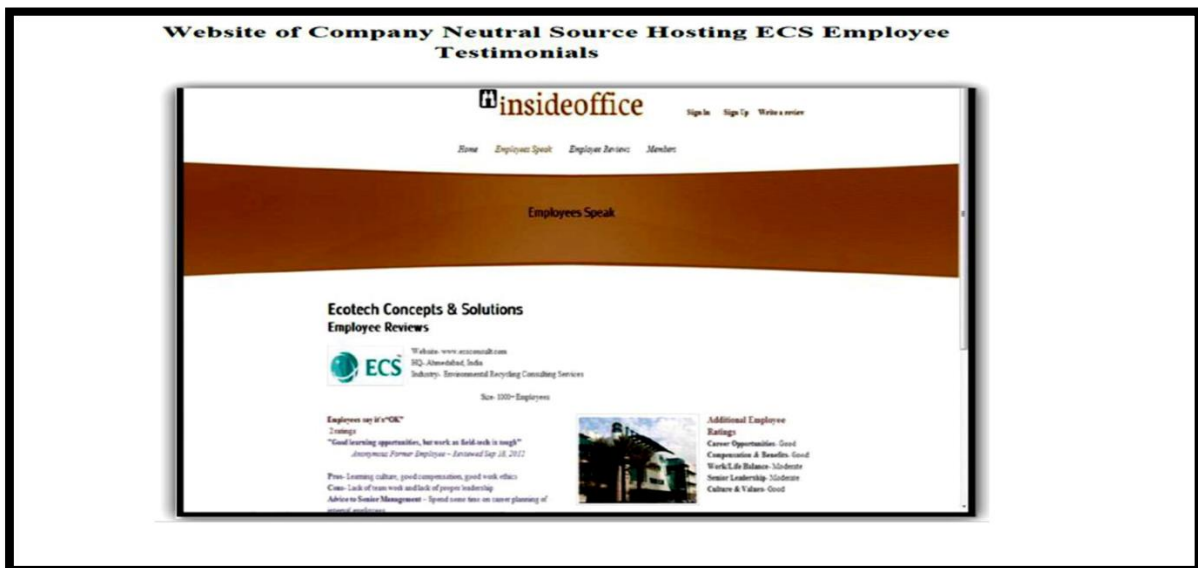 Website of Company Neutral Source Hosting ECS Employee
Testimonials
insideoffice
Sign In Sign Up Write a review
Home Employees Speak Employee Reviews Members
Employees Speak
Ecotech Concepts & Solutions
Employee Reviews
ECS
Website- www.ecsconsult.com
HQ- Ahmedabad, India
Industry- Environmental Recycling Consulting Services
Size- 1000+ Employees
Employees say it's "OK"
2 ratings
"Good learning opportunities, but work as field-tech is tough"
Anonymous Former Employee – Reviewed Sep 18, 2012
Pros- Learning culture, good compensation, good work ethics
Cons- Lack of team work and lack of proper leadership
Advice to Senior Management – Spend some time on career planning of
internal employees
Additional Employee
Ratings
Career Opportunities- Good
Compensation & Benefits- Good
Work/Life Balance- Moderate
Senior Leadership- Moderate
Culture & Values- Good